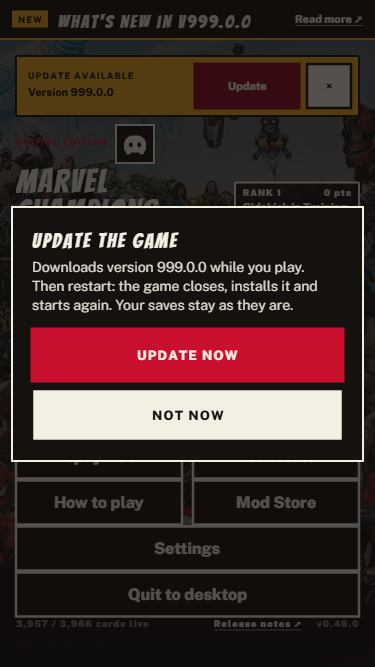 NEW WHAT'S NEW IN V999.0.0 Read more ↗
UPDATE AVAILABLE
Version 999.0.0
Update
×
EDITION
MARVEL
CHAMPIONS
RANK 1 0 pts
UPDATE THE GAME
Downloads version 999.0.0 while you play.
Then restart: the game closes, installs it and
starts again. Your saves stay as they are.
UPDATE NOW
NOT NOW
How to play
Mod Store
Settings
Quit to desktop
3,957 / 3,966 cards live Release notes ↗ v0.49.0